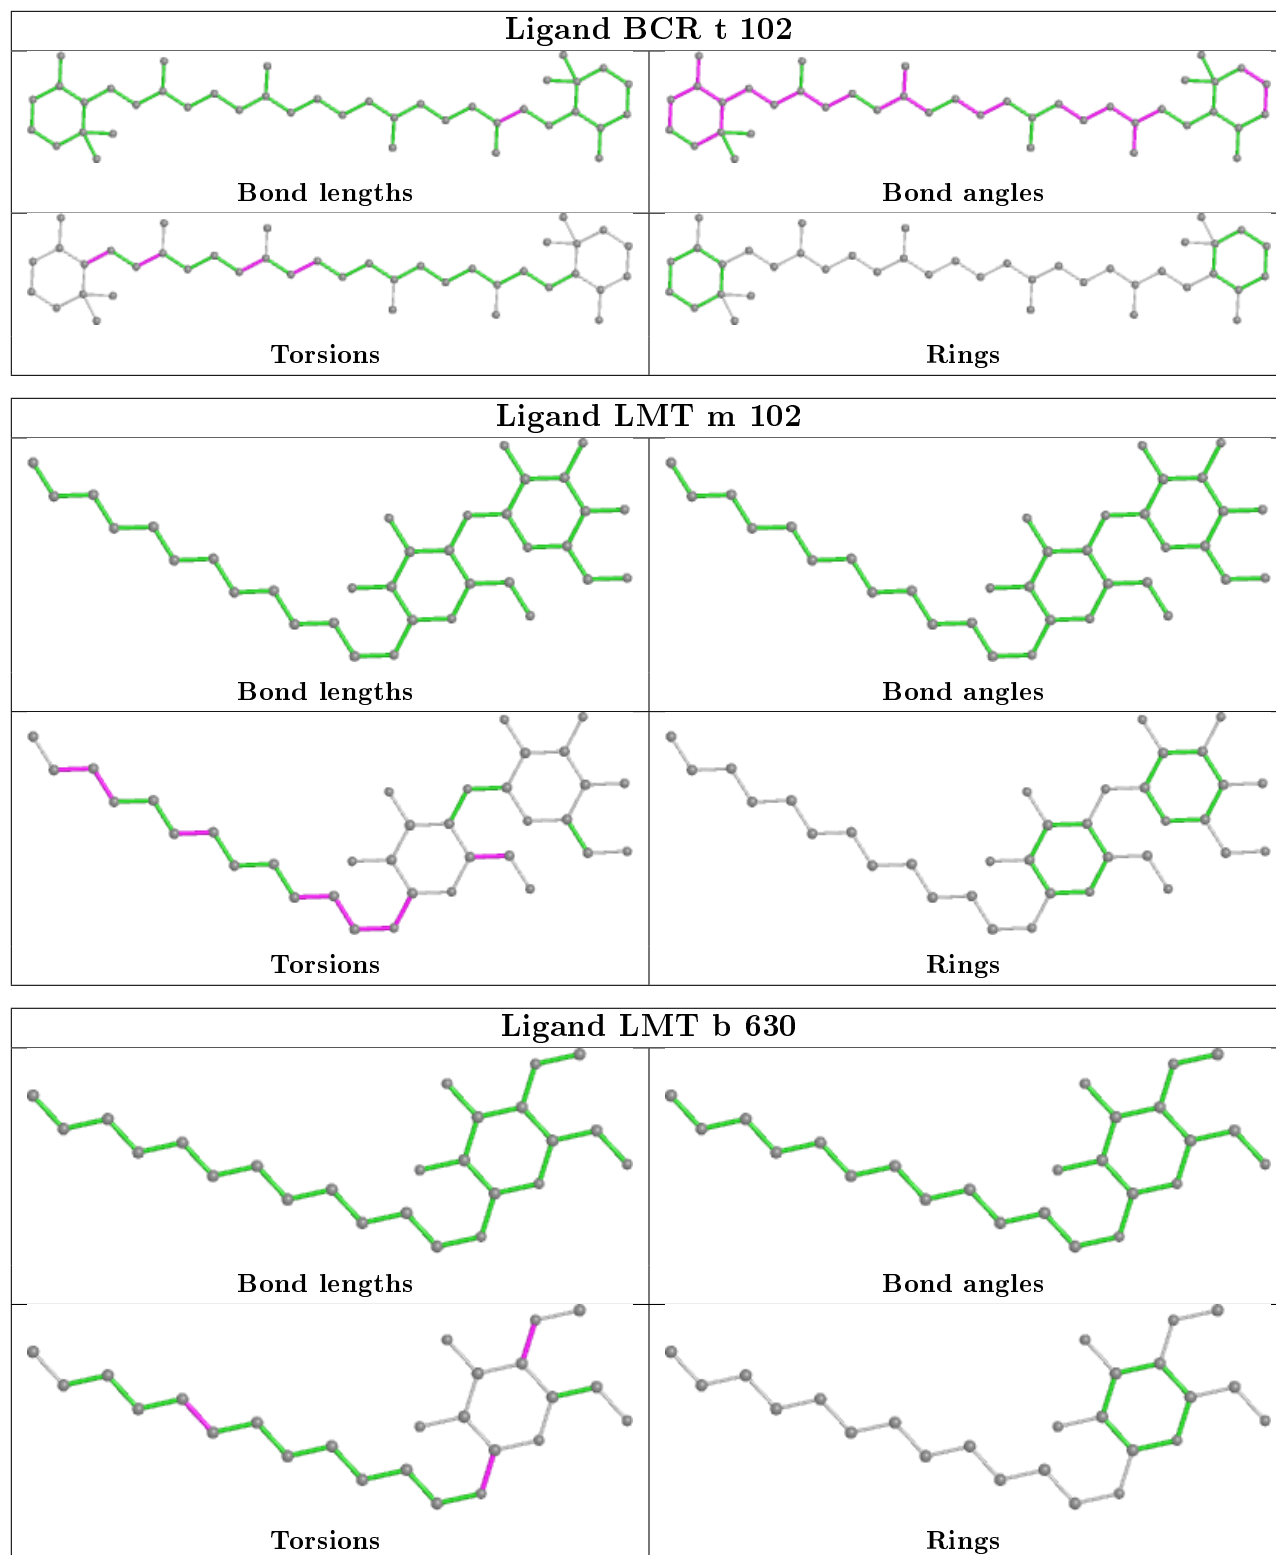 Ligand BCR t 102
Bond lengths
Bond angles
Torsions
Rings
Ligand LMT m 102
Bond lengths
Bond angles
Torsions
Rings
Ligand LMT b 630
Bond lengths
Bond angles
Torsions
Rings